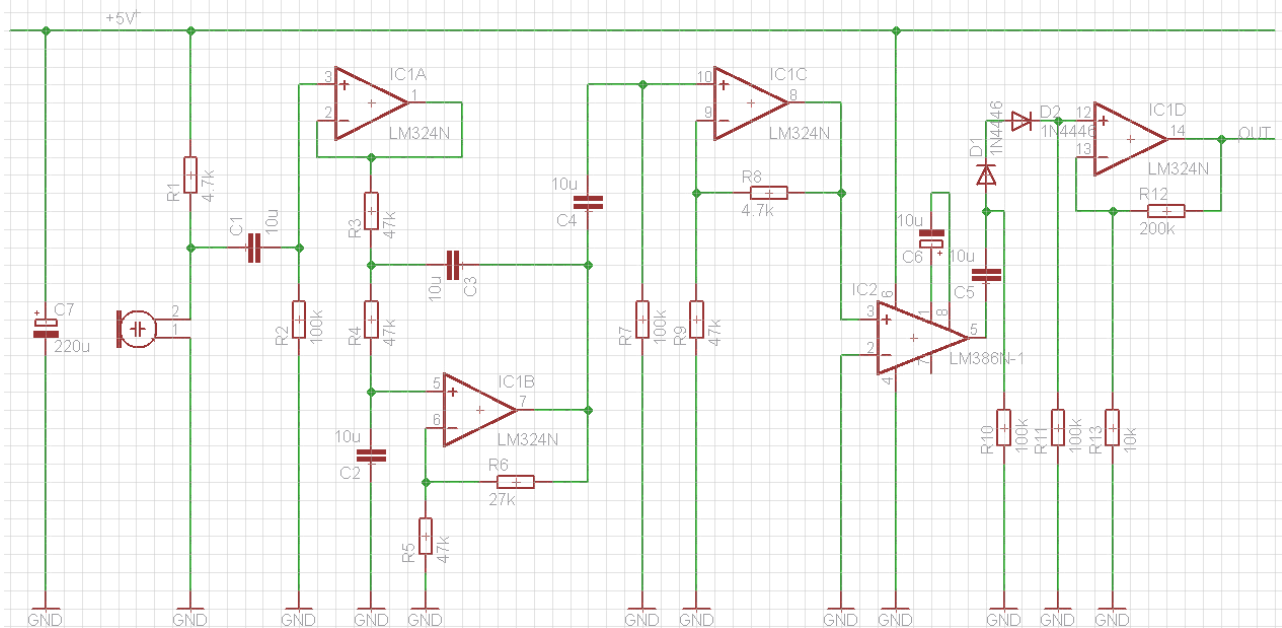 +5V
R1
4.7k
C1
10u
C7
220u
2
1
R2
100k
IC1A
3
2
1
LM324N
R3
47k
10u
C3
R4
47k
10u
C2
IC1B
5
6
7
LM324N
R6
27k
R5
47k
10u
C4
R7
100k
R9
47k
IC1C
10
9
8
LM324N
R8
4.7k
10u
C6
IC2
3
2
6
4
1
8
7
5
LM386N-1
10u
C5
D1
1N4446
D2
1N4446
IC1D
12
13
14
LM324N
OUT
R12
200k
R10
100k
R11
100k
R13
10k
GND
GND
GND
GND
GND
GND
GND
GND
GND
GND
GND
GND